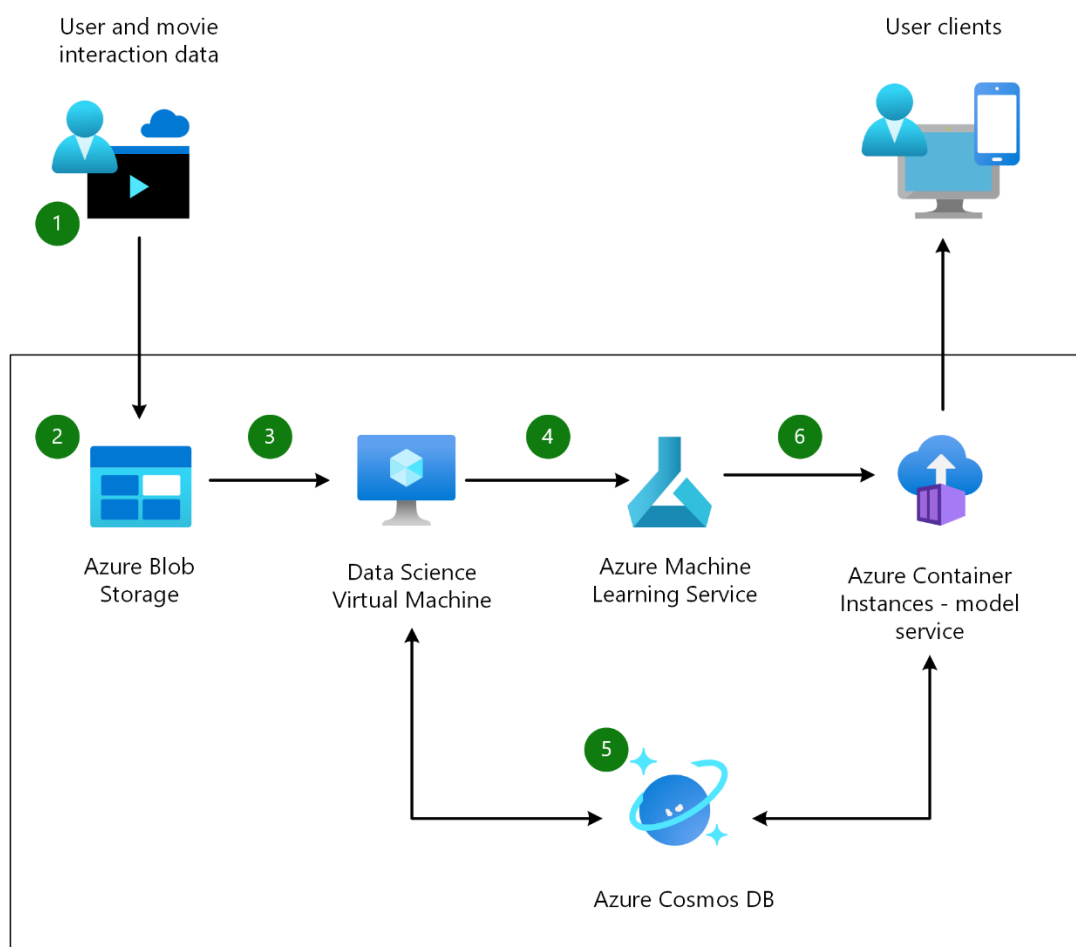 User and movie
interaction data
User clients
1
2
3
4
6
Azure Blob
Storage
Data Science
Virtual Machine
Azure Machine
Learning Service
Azure Container
Instances - model
service
5
Azure Cosmos DB